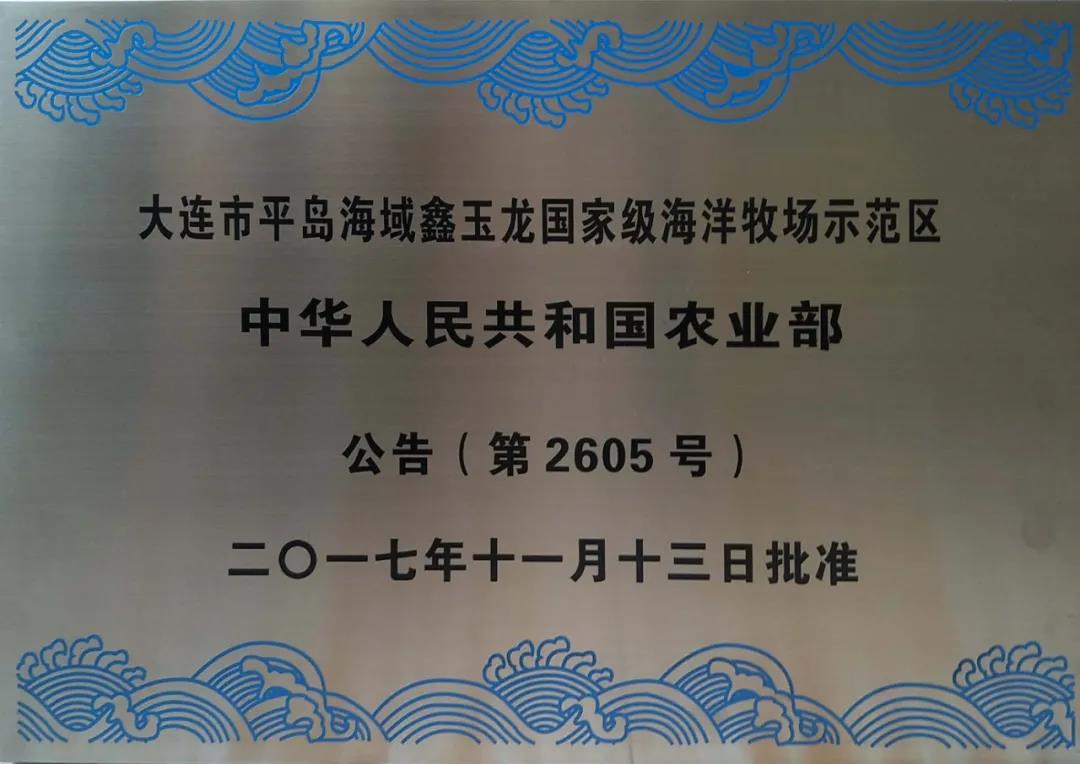 大连市平岛海域鑫玉龙国家级海洋牧场示范区
中华人民共和国农业部
公告（第2605号）
二〇一七年十一月十三日批准